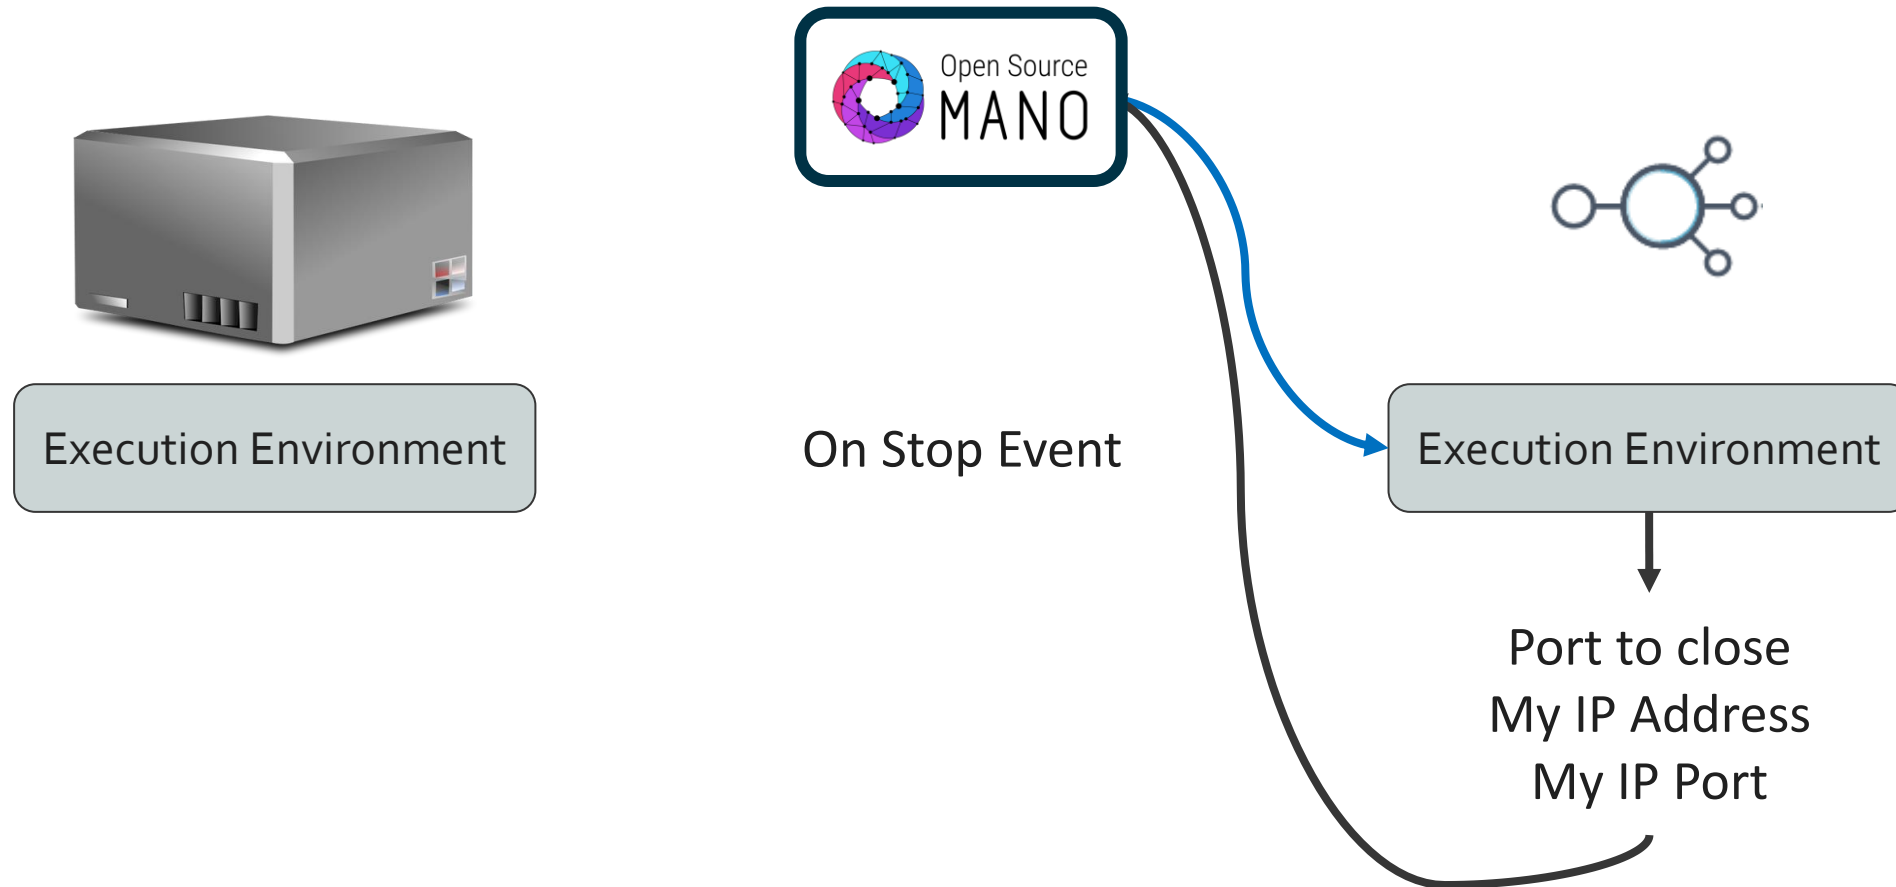 Open Source
MANO
Execution Environment
On Stop Event
Execution Environment
Port to close
My IP Address
My IP Port